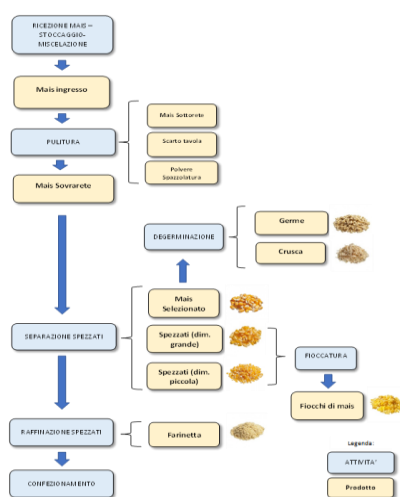 RICEZIONE MAIS –
STOCCAGGIO-
MISCELAZIONE
Mais ingresso
PULITURA
Mais Sottorete
Scarto tavola
Polvere
Spazzolatura
Mais Sovrarete
DEGERMINAZIONE
Germe
Crusca
SEPARAZIONE SPEZZATI
Mais
Selezionato
Spezzati (dim.
grande)
Spezzati (dim.
piccola)
FIOCCATURA
Fiocchi di mais
RAFFINAZIONE SPEZZATI
Farinetta
CONFEZIONAMENTO
Legenda:
ATTIVITA'
Prodotto